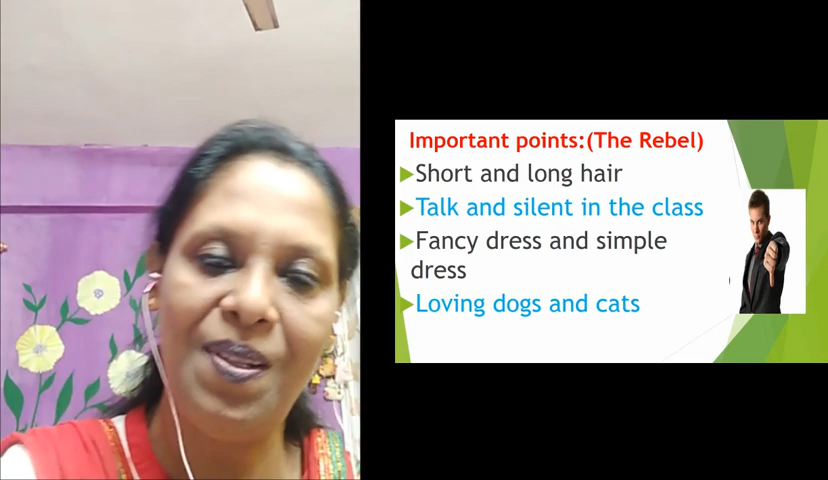 Important points:(The Rebel)
Short and long hair
Talk and silent in the class
Fancy dress and simple
dress
Loving dogs and cats